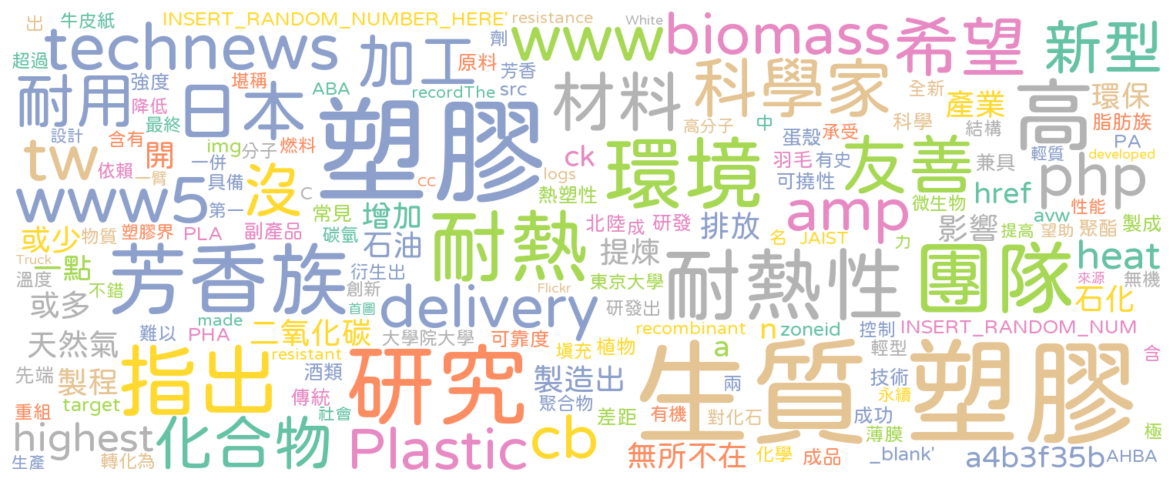 出 牛皮紙 INSERT_RANDOM_NUMBER_HERE' resistance White
technews 加工 www biomass 希望 新型
超過 強度 堪稱 原料 劑 芳香 科學家 全新
耐用 日本 ABA recordThe src 材料 產業 高 環保
降低 最終 塑膠 高分子 中 科學 結構 脂肪族
設計 含有 img 分子 燃料 蛋殼 承受 PA
tw 依賴 一臂 開 一併 cc logs ck 環境 羽毛 有史 友善 兼具 輕質 developed
www5 具備 C 熱塑性 可撓性 微生物 href php
第一 沒 常見 增加 耐熱 北陸 成 研發 排放 amp 影響 avw 性能
或少 物質 塑膠界 PLA 副產品 碳氫 石油 提煉 名 JAIST 力 提高 望助 聚酯 製成
Truck 一點 芳香族 衍生出 Flickr 東京大學 耐熱性 團隊 heat
溫度 不錯 創新 delivery 研發出 來源 無機
或多 PHA made 首圖 石化
天然氣 難以 二氧化碳 大學院大學 可靠度 recombinant n zoneid 控制 INSERT_RANDOM_NUM
先端 製程 指出 resistant 研究 填充 植物 a 生質塑膠 輕型 含
target 酒類 製造出 兩 技術 永續
重組 傳統 社會 聚合物 差距 有機 對化石 成功
highest 化合物 Plastic cb 薄膜 極
生產 轉化為 無所不在 化學 成品 _blank' a4b3f35b AHBA